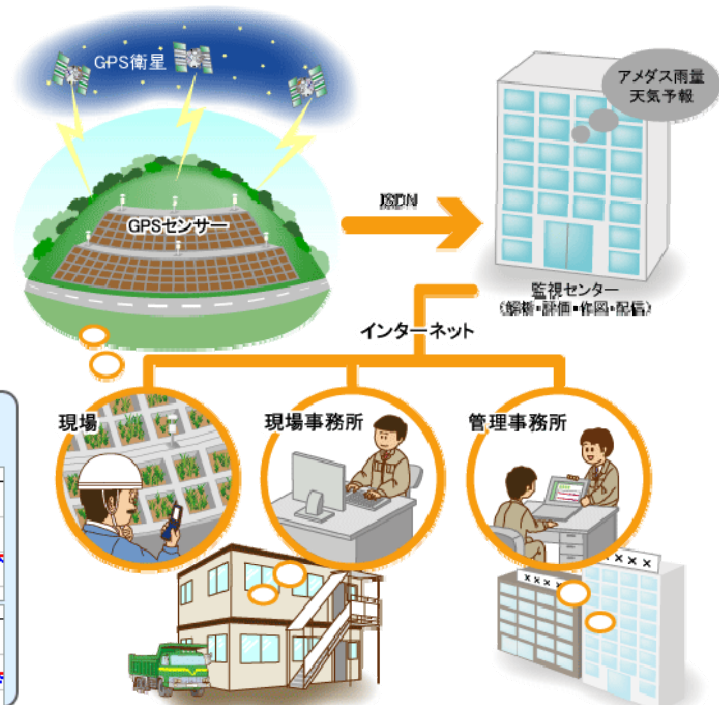 GPS衛星
アメダス雨量
天気予報
GPSセンサー
ISDN
監視センター
(解析・評価・作図・配信)
インターネット
現場
現場事務所
管理事務所
××××
×××